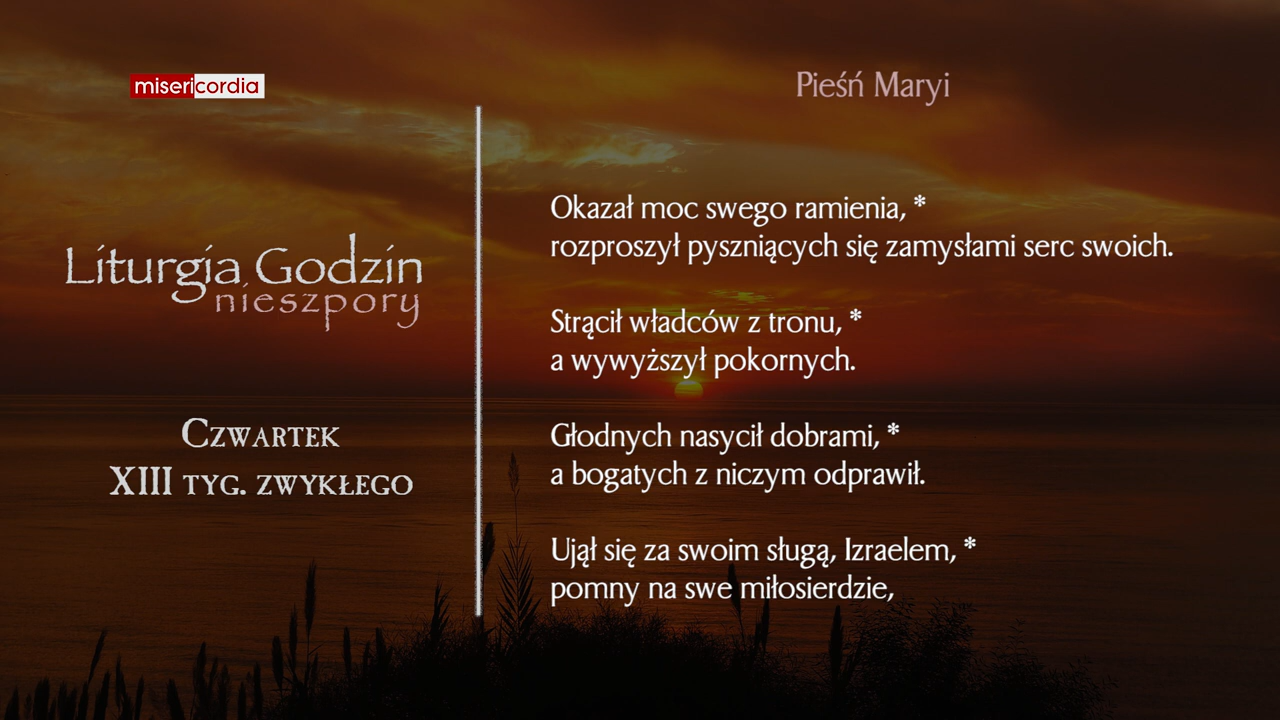 misericordia
Liturgia Godzin
nieszpory
Czwartek
XIII tyg. zwykłego
Pieśń Maryi
Okazał moc swego ramienia, *
rozproszył pyszniących się zamysłami serc swoich.
Strącił władców z tronu, *
a wywyższył pokornych.
Głodnych nasycił dobrami, *
a bogatych z niczym odprawił.
Ujął się za swoim sługą, Izraelem, *
pomny na swe miłosierdzie,